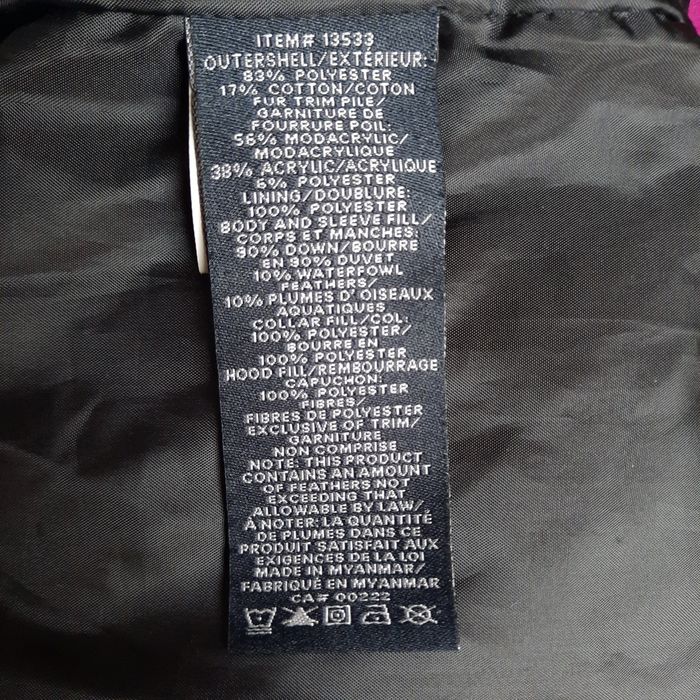 ITEM# 13533
OUTERSHELL/EXTÉRIEUR:
83% POLYESTER
17% COTTON/COTON
FUR TRIM PILE/
GARNITURE DE
FOURRURE POIL:
56% MODACRYLIC/
MODACRYLIQUE
38% ACRYLIC/ACRYLIQUE
6% POLYESTER
LINING/DOUBLURE:
100% POLYESTER
BODY AND SLEEVE FILL/
CORPS ET MANCHES:
90% DOWN/BOURRE
EN 90% DUVET
10% WATERFOWL
FEATHERS/
10% PLUMES D'OISEAUX
AQUATIQUES
COLLAR FILL/COL:
100% POLYESTER/
BOURRE EN
100% POLYESTER
HOOD FILL/REMBOURRAGE
CAPUCHON:
100% POLYESTER
FIBRES/
FIBRES DE POLYESTER
EXCLUSIVE OF TRIM/
GARNITURE
NON COMPRISE
NOTE: THIS PRODUCT
CONTAINS AN AMOUNT
OF FEATHERS NOT
EXCEEDING THAT
ALLOWABLE BY LAW/
À NOTER: LA QUANTITÉ
DE PLUMES DANS CE
PRODUIT SATISFAIT AUX
EXIGENCES DE LA LOI
MADE IN MYANMAR/
FABRIQUÉ EN MYANMAR
CA# 00222